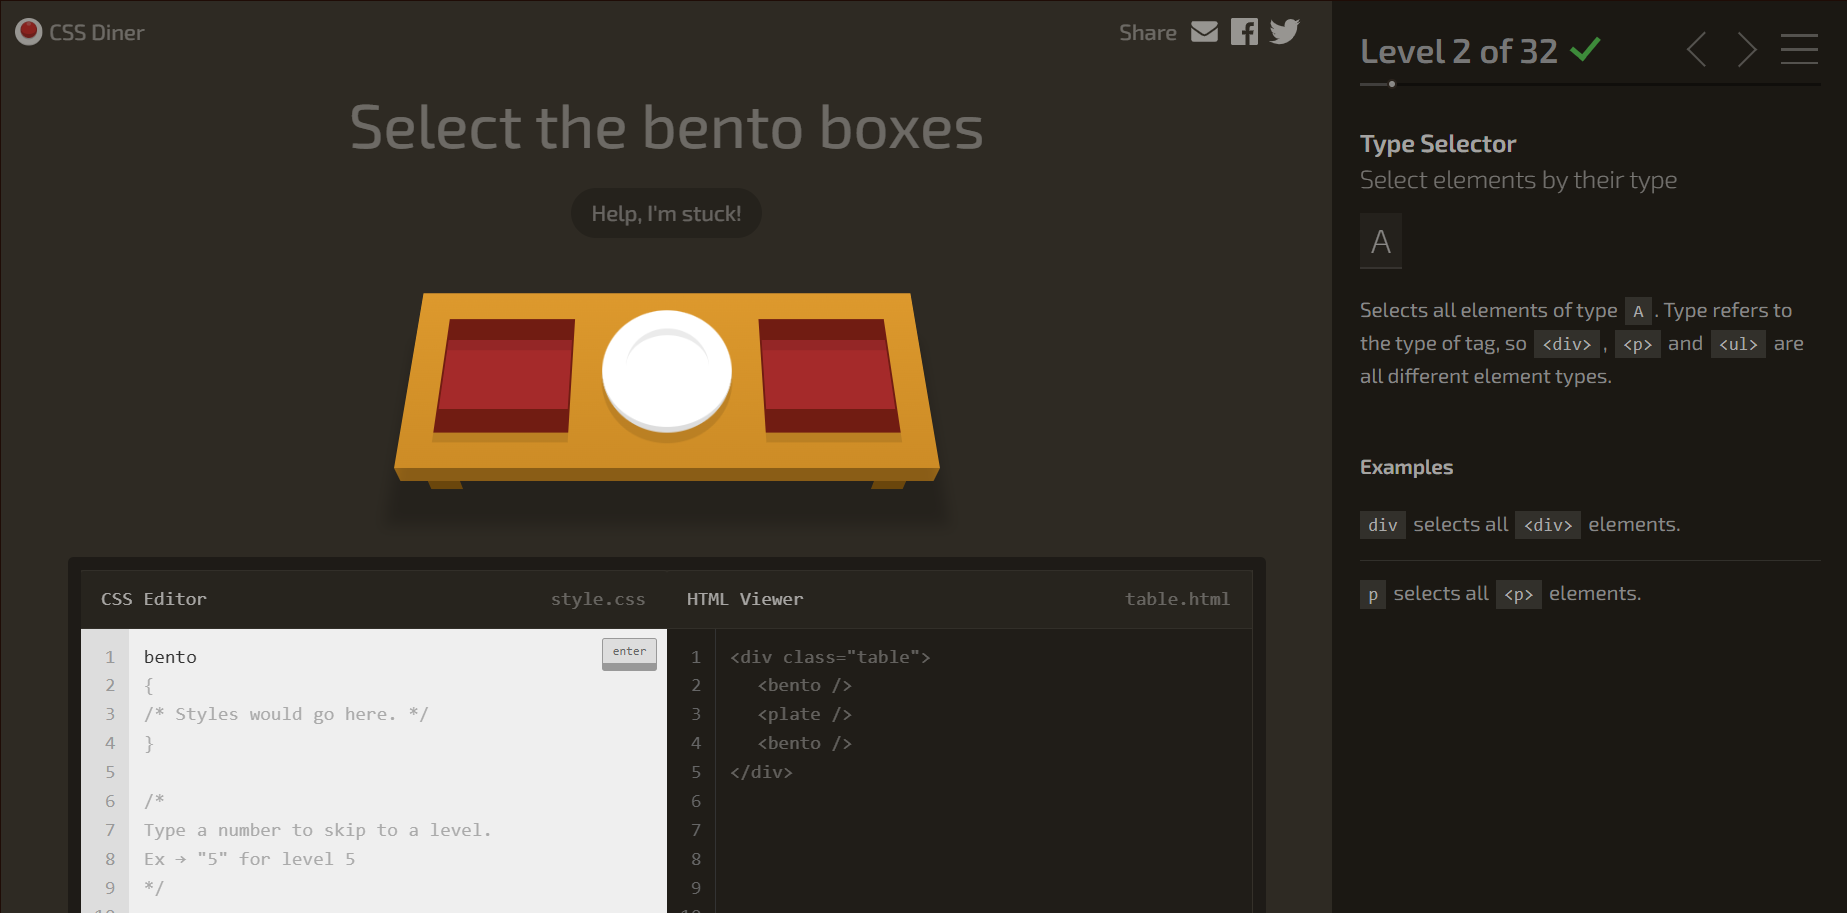 CSS Diner
Share
Select the bento boxes
Help, I'm stuck!
CSS Editor style.css
enter
1 bento
2 {
3 /* Styles would go here. */
4 }
5
6 /*
7 Type a number to skip to a level.
8 Ex → "5" for level 5
9 */
10
HTML Viewer table.html
1 <div class="table">
2 <bento />
3 <plate />
4 <bento />
5 </div>
6
7
8
9
10
Level 2 of 32
Type Selector
Select elements by their type
A
Selects all elements of type A . Type refers to
the type of tag, so <div> , <p> and <ul> are
all different element types.
Examples
div selects all <div> elements.
p selects all <p> elements.